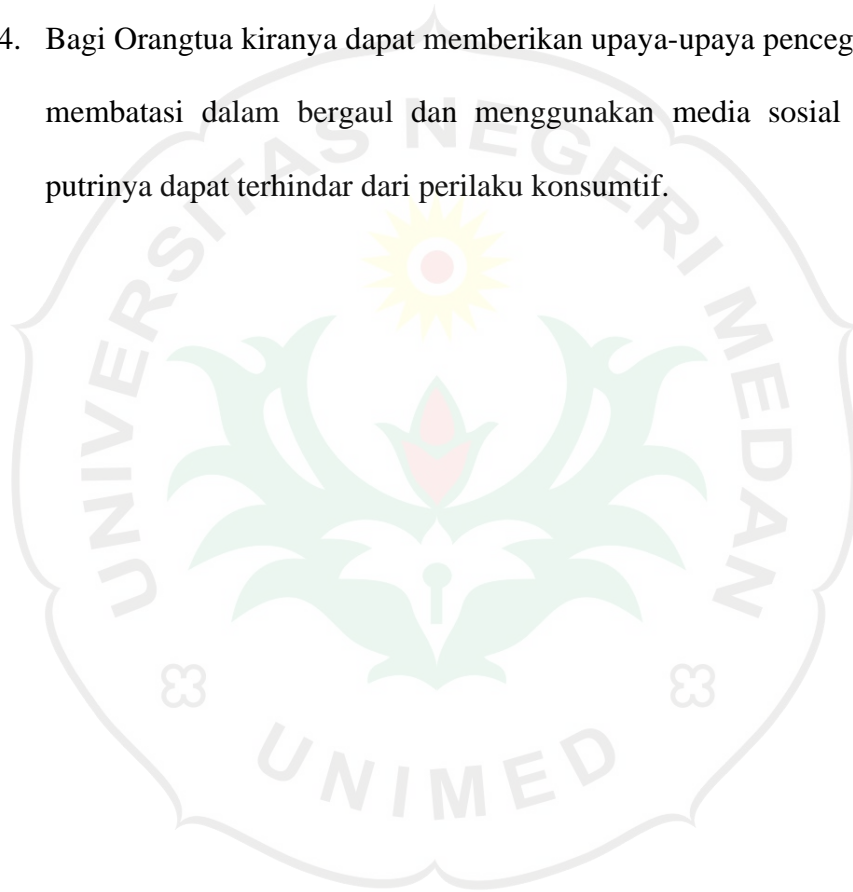 4. Bagi Orangtua kiranya dapat memberikan upaya-upaya
membatasi dalam bergaul dan menggunakan media sosial
putrinya dapat terhindar dari perilaku konsumtif.
UNIVERSITAS NEGERI MEDAN
UNIMED